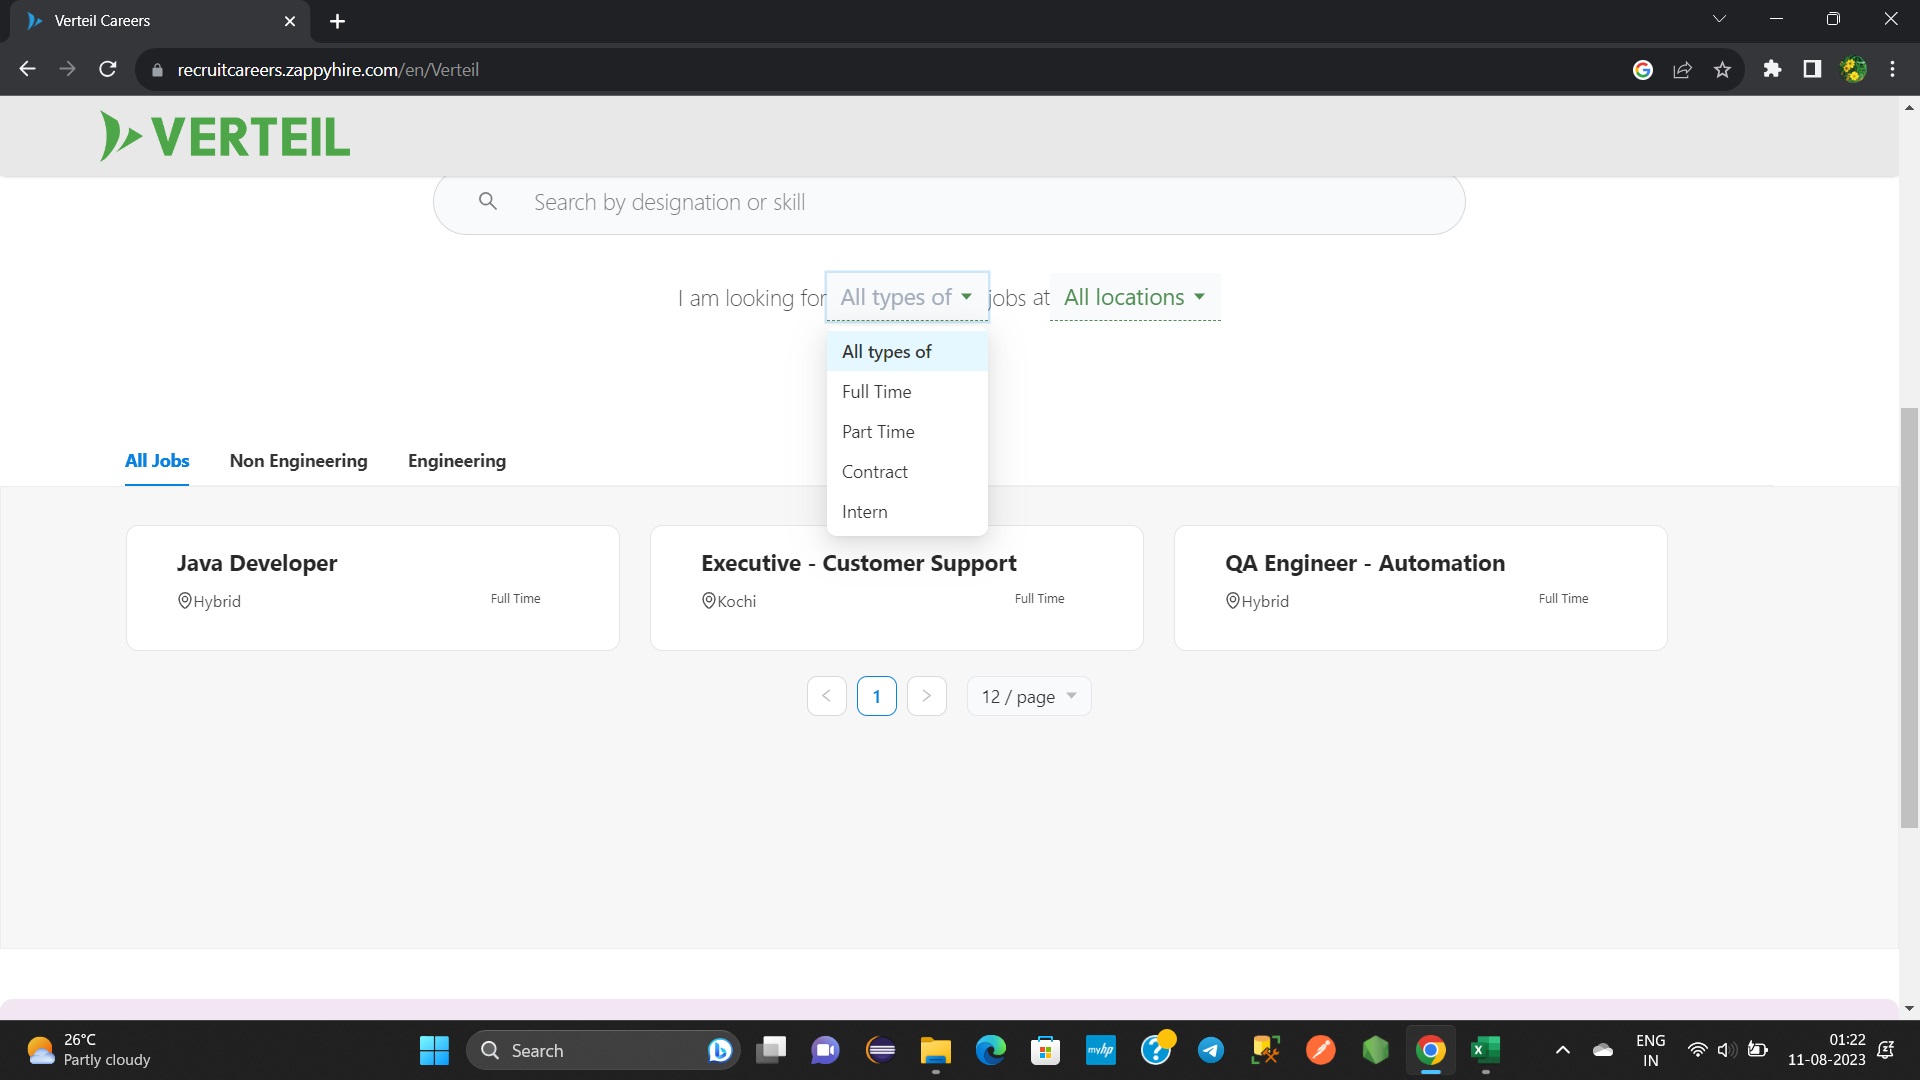 Verteil Careers
recruitcareers.zappyhire.com/en/Verteil
VERTEIL
Search by designation or skill
I am looking for All types of jobs at All locations
All types of
Full Time
Part Time
Contract
Intern
All Jobs Non Engineering Engineering
Java Developer
Hybrid Full Time
Executive - Customer Support
Kochi Full Time
QA Engineer - Automation
Hybrid Full Time
< 1 > 12 / page
26°C
Partly cloudy
Search
myhp
ENG
IN
01:22
11-08-2023